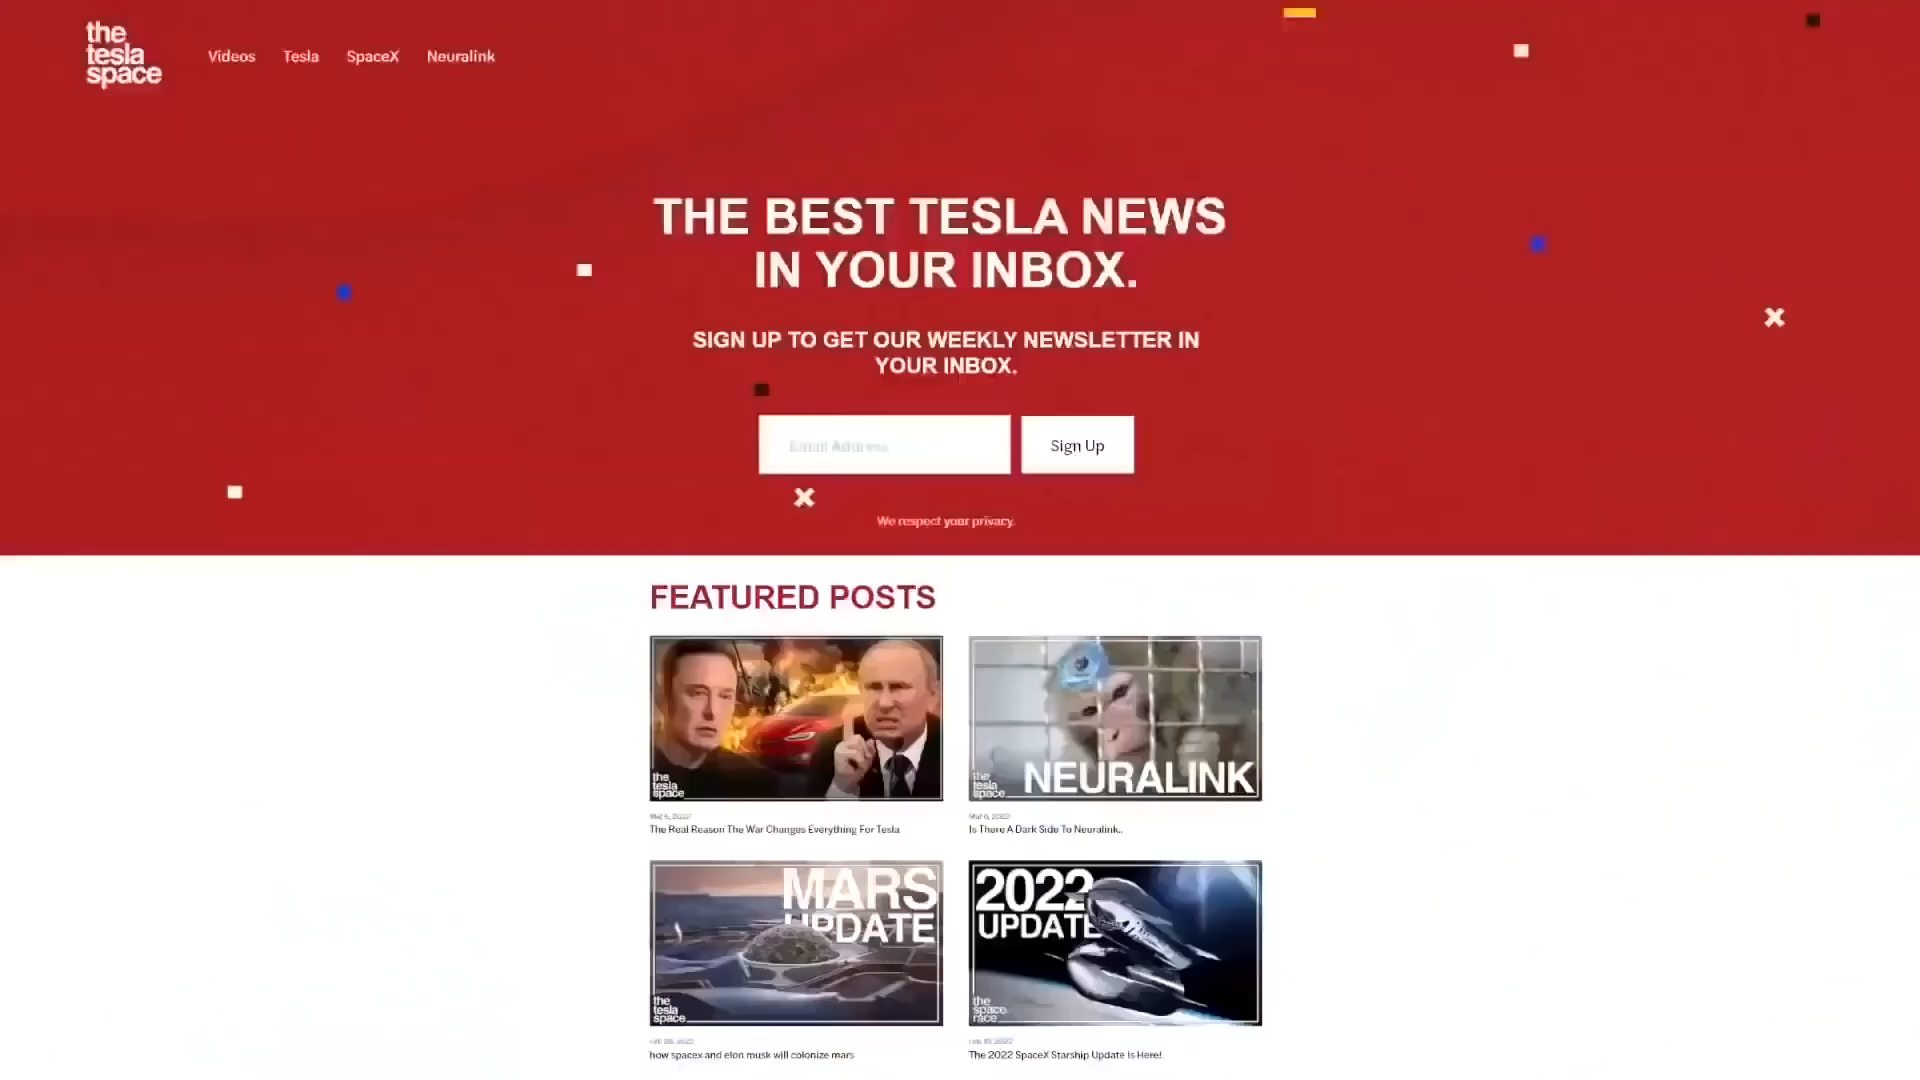 the
tesla
space
Videos Tesla SpaceX Neuralink
THE BEST TESLA NEWS
IN YOUR INBOX.
SIGN UP TO GET OUR WEEKLY NEWSLETTER IN
YOUR INBOX.
Email Address
Sign Up
We respect your privacy.
FEATURED POSTS
the
tesla
space
the
tesla
space
NEURALINK
Mar 6, 2022
The Real Reason The War Changes Everything For Tesla
Is There A Dark Side To Neuralink..
MARS
UPDATE
the
tesla
space
2022
UPDATE
the
space
race
how spacex and elon musk will colonize mars
The 2022 SpaceX Starship Update Is Here!